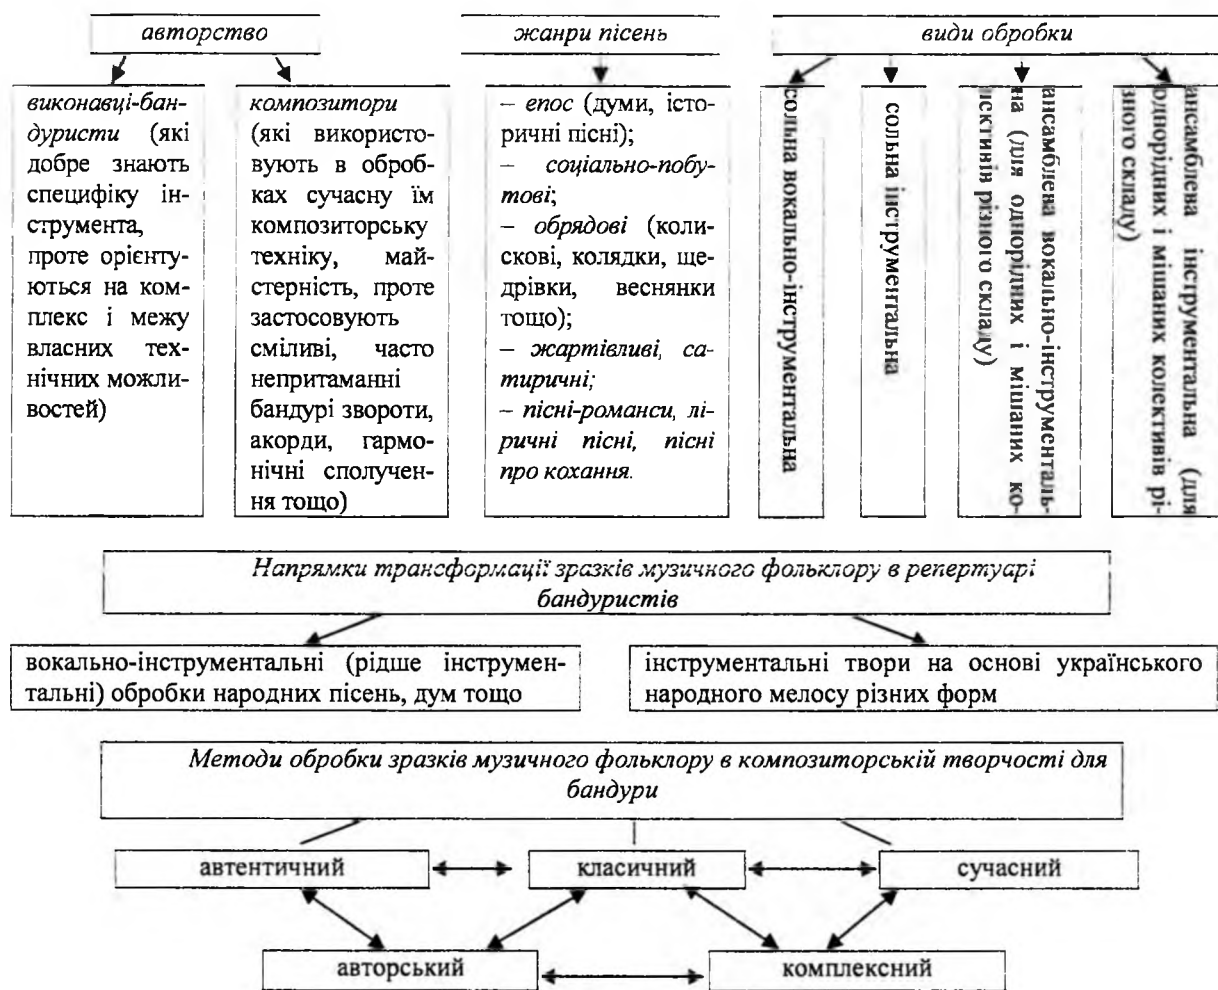 авторство
виконавці-бан-
дуристи (які
добре знають
специфіку ін-
струмента,
проте орієнту-
ються на ком-
плекс і межу
власних тех-
нічних можли-
востей)
композитори
(які використо-
вують в оброб-
ках сучасну їм
композиторську
техніку, май-
стерність, проте
застосовують
сміливі, часто
непритаманні
бандурі звороти,
акорди, гармо-
нічні сполучен-
ня тощо)
жанри пісень
– епос (думи, істо-
ричні пісні);
– соціально-побу-
тові;
– обрядові (коли-
скові, колядки, ще-
дрівки, веснянки
тощо);
– жартівливі, са-
тиричні;
– пісні-романси, лі-
ричні пісні, пісні
про кохання.
види обробки
сольна вокально-інструментальна
сольна інструментальна
ансамблева вокально-інструменталь-
на (для однорідних і мішаних ко-
лективів різного складу)
ансамблева інструментальна (для
однорідних і мішаних колективів рі-
зного складу)
Напрямки трансформації зразків музичного фольклору в репертуарі
бандуристів
вокально-інструментальні (рідше інструмен-
тальні) обробки народних пісень, дум тощо
інструментальні твори на основі українського
народного мелосу різних форм
Методи обробки зразків музичного фольклору в композиторській творчості для
бандури
автентичний
класичний
сучасний
авторський
комплексний